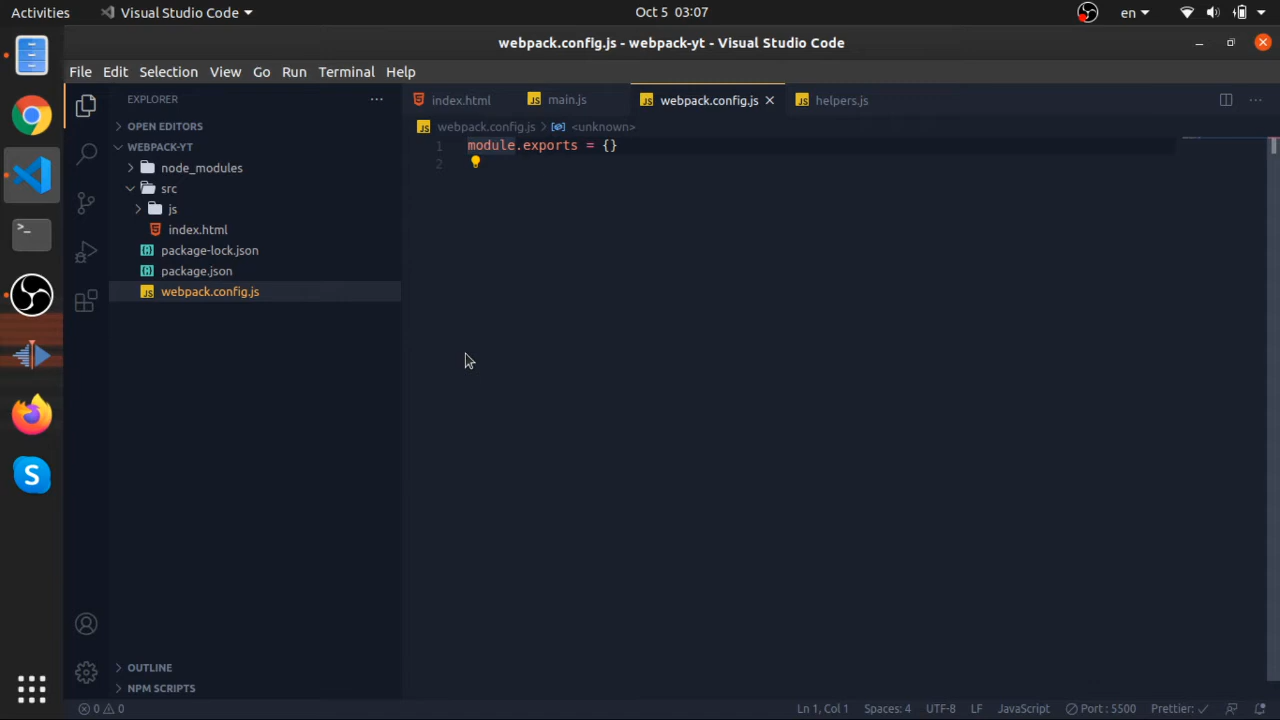 Activities
Visual Studio Code
Oct 5 03:07
en
webpack.config.js - webpack-yt - Visual Studio Code
File Edit Selection View Go Run Terminal Help
EXPLORER
index.html
main.js
webpack.config.js
helpers.js
OPEN EDITORS
webpack.config.js > <unknown>
WEBPACK-YT
1 module.exports = {}
2
node_modules
src
js
index.html
package-lock.json
package.json
JS webpack.config.js
OUTLINE
NPM SCRIPTS
0 0
Ln 1, Col 1 Spaces: 4 UTF-8 LF JavaScript Port : 5500 Prettier: ✓